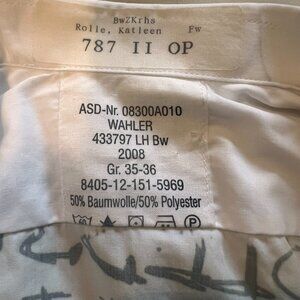 BwZKrhs
Rolle, Katleen Fw
787 II OP
ASD-Nr. 08300A010
WAHLER
433797 LH Bw
2008
Gr. 35-36
8405-12-151-5969
50% Baumwolle/50% Polyester